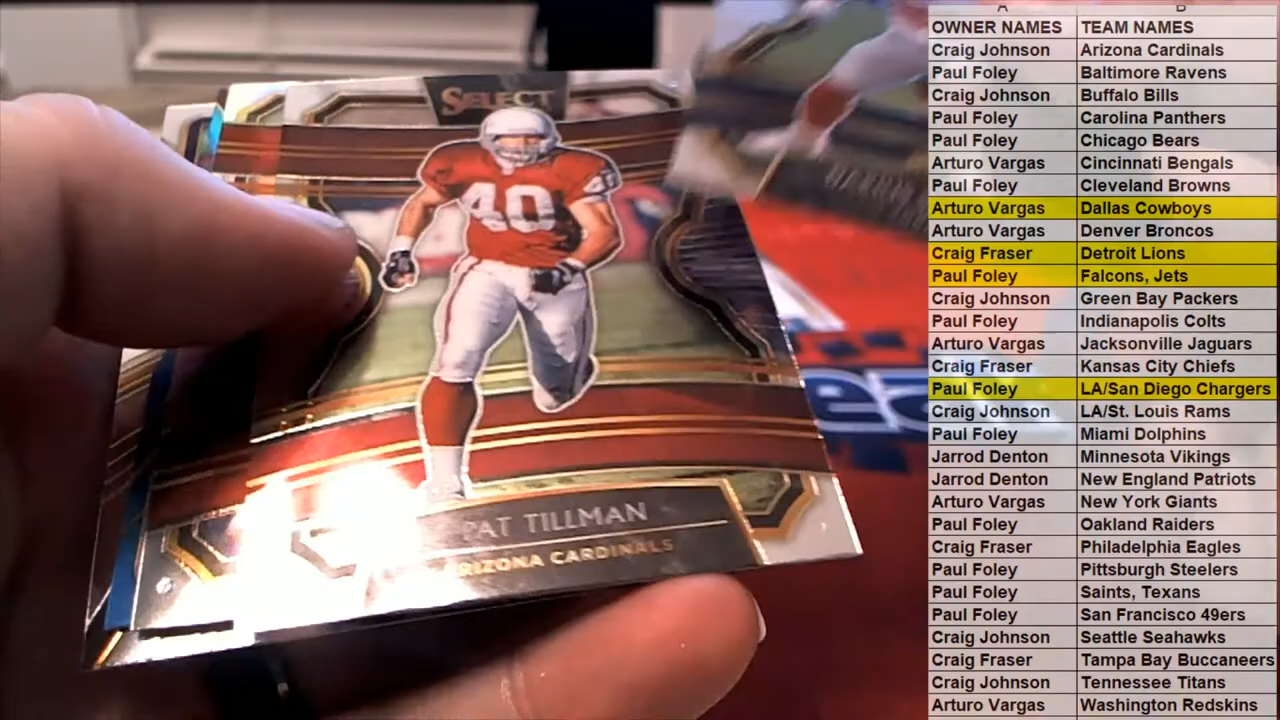 SELECT
40
40
PAT TILLMAN
ARIZONA CARDINALS
A B
OWNER NAMES TEAM NAMES
Craig Johnson Arizona Cardinals
Paul Foley Baltimore Ravens
Craig Johnson Buffalo Bills
Paul Foley Carolina Panthers
Paul Foley Chicago Bears
Arturo Vargas Cincinnati Bengals
Paul Foley Cleveland Browns
Arturo Vargas Dallas Cowboys
Arturo Vargas Denver Broncos
Craig Fraser Detroit Lions
Paul Foley Falcons, Jets
Craig Johnson Green Bay Packers
Paul Foley Indianapolis Colts
Arturo Vargas Jacksonville Jaguars
Craig Fraser Kansas City Chiefs
Paul Foley LA/San Diego Chargers
Craig Johnson LA/St. Louis Rams
Paul Foley Miami Dolphins
Jarrod Denton Minnesota Vikings
Jarrod Denton New England Patriots
Arturo Vargas New York Giants
Paul Foley Oakland Raiders
Craig Fraser Philadelphia Eagles
Paul Foley Pittsburgh Steelers
Paul Foley Saints, Texans
Paul Foley San Francisco 49ers
Craig Johnson Seattle Seahawks
Craig Fraser Tampa Bay Buccaneers
Craig Johnson Tennessee Titans
Arturo Vargas Washington Redskins